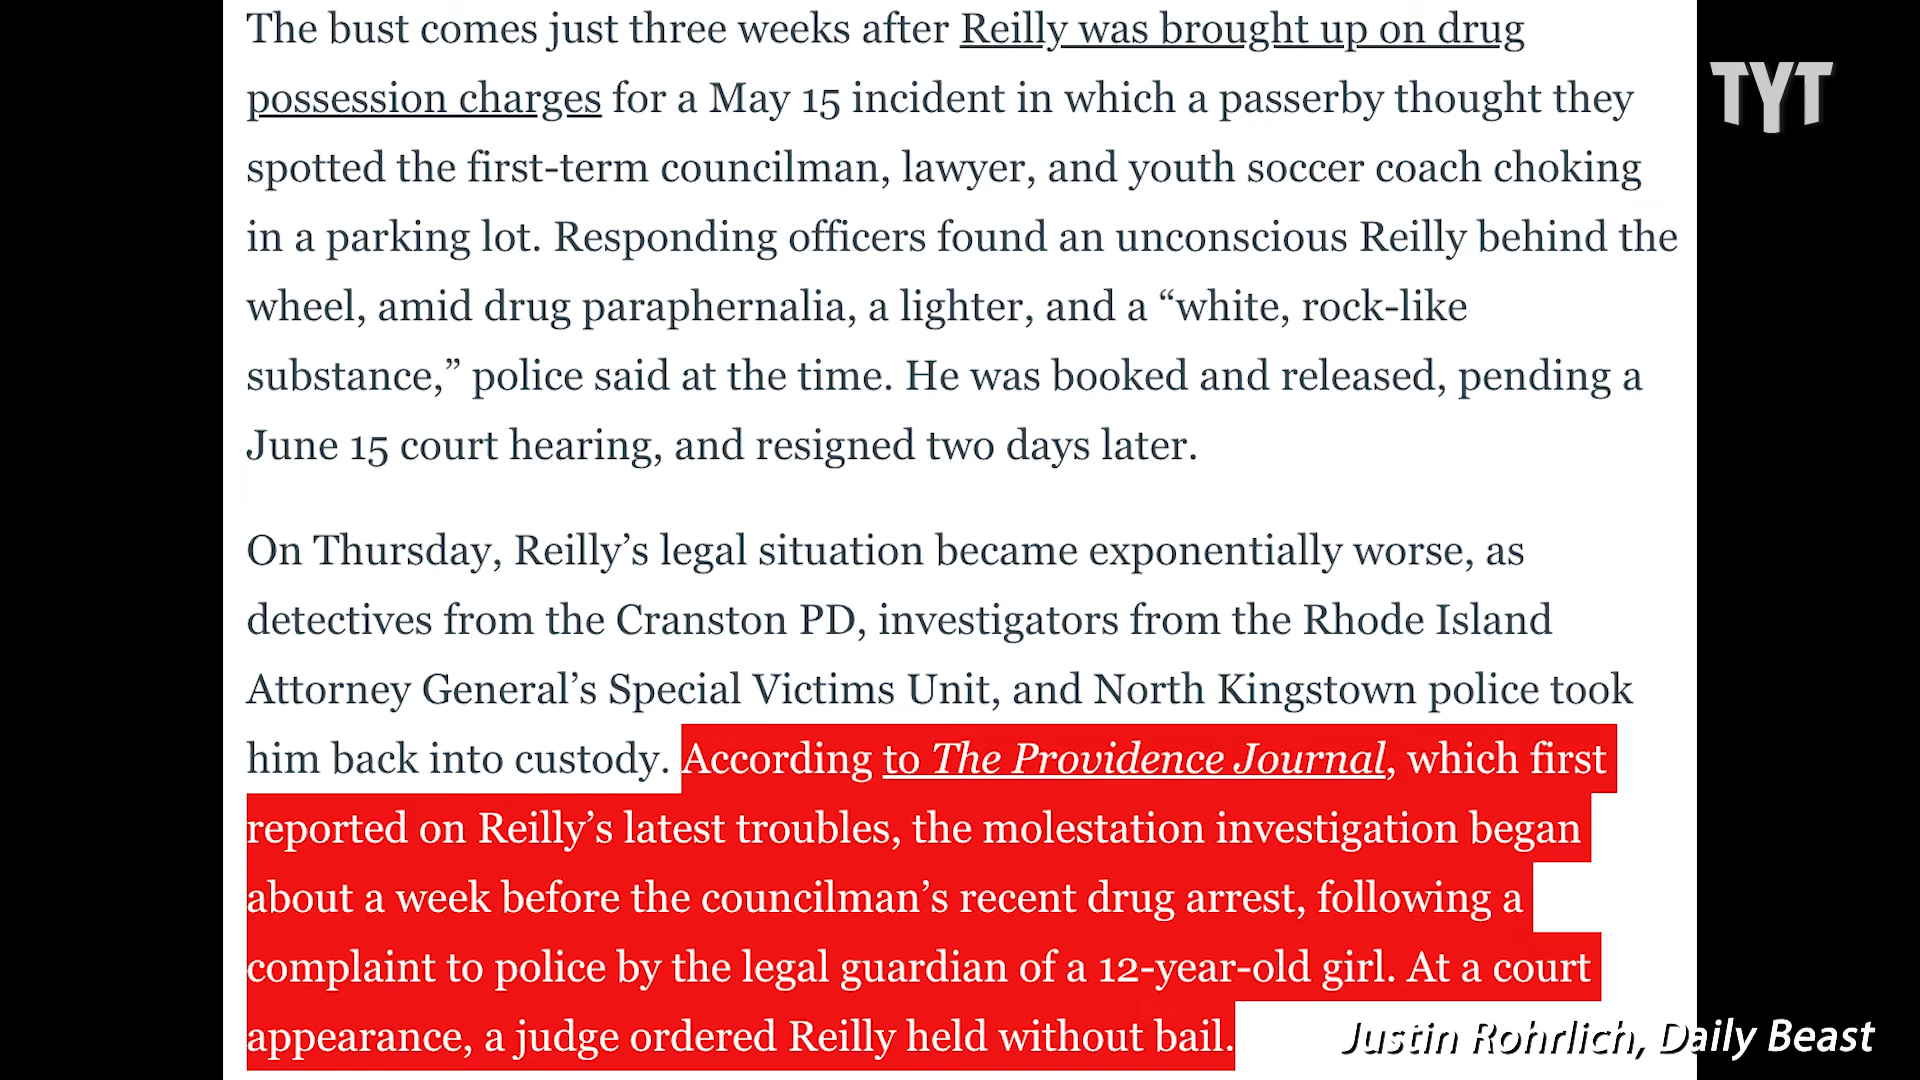 The bust comes just three weeks after Reilly was brought up on drug
possession charges for a May 15 incident in which a passerby thought they
spotted the first-term councilman, lawyer, and youth soccer coach choking
in a parking lot. Responding officers found an unconscious Reilly behind the
wheel, amid drug paraphernalia, a lighter, and a “white, rock-like
substance,” police said at the time. He was booked and released, pending a
June 15 court hearing, and resigned two days later.
On Thursday, Reilly’s legal situation became exponentially worse, as
detectives from the Cranston PD, investigators from the Rhode Island
Attorney General’s Special Victims Unit, and North Kingstown police took
him back into custody. According to The Providence Journal, which first
reported on Reilly’s latest troubles, the molestation investigation began
about a week before the councilman’s recent drug arrest, following a
complaint to police by the legal guardian of a 12-year-old girl. At a court
appearance, a judge ordered Reilly held without bail.
TYT
Justin Rohrlich, Daily Beast